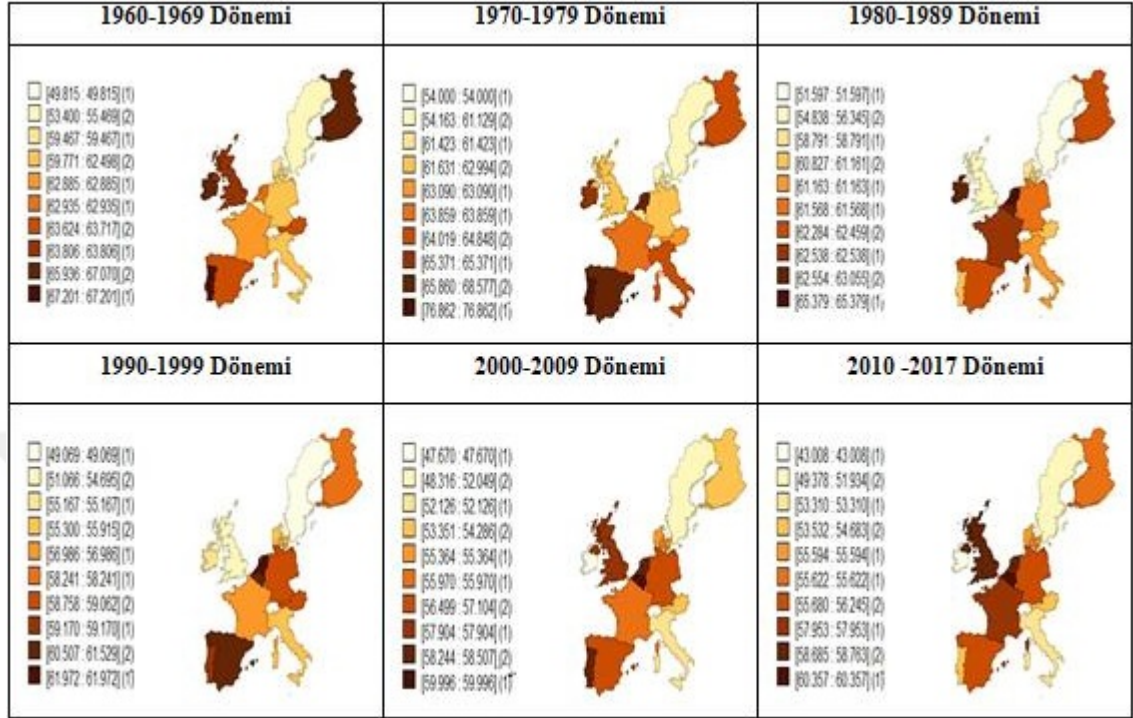 1960-1969 Dönemi
1970-1979 Dönemi
1980-1989 Dönemi
[49.815 : 49.815] (1)
[53.400 : 55.469] (2)
[59.467 : 59.467] (1)
[59.771 : 62.498] (2)
[62.885 : 62.885] (1)
[62.935 : 62.935] (1)
[63.624 : 63.717] (2)
[63.806 : 63.806] (1)
[65.936 : 67.070] (2)
[67.201 : 67.201] (1)
[54.000 : 54.000] (1)
[54.163 : 61.129] (2)
[61.423 : 61.423] (1)
[61.631 : 62.994] (2)
[63.090 : 63.090] (1)
[63.859 : 63.859] (1)
[64.019 : 64.848] (2)
[65.371 : 65.371] (1)
[65.860 : 68.577] (2)
[76.862 : 76.862] (1)
[51.597 : 51.597] (1)
[54.838 : 56.345] (2)
[58.791 : 58.791] (1)
[60.827 : 61.161] (2)
[61.163 : 61.163] (1)
[61.568 : 61.568] (1)
[62.284 : 62.459] (2)
[62.538 : 62.538] (1)
[62.554 : 63.055] (2)
[65.379 : 65.379] (1)
1990-1999 Dönemi
2000-2009 Dönemi
2010 -2017 Dönemi
[49.069 : 49.069] (1)
[51.066 : 54.695] (2)
[55.167 : 55.167] (1)
[55.300 : 55.915] (2)
[56.986 : 56.986] (1)
[58.241 : 58.241] (1)
[58.758 : 59.062] (2)
[59.170 : 59.170] (1)
[60.507 : 61.529] (2)
[61.972 : 61.972] (1)
[47.670 : 47.670] (1)
[48.316 : 52.049] (2)
[52.126 : 52.126] (1)
[53.351 : 54.286] (2)
[55.364 : 55.364] (1)
[55.970 : 55.970] (1)
[56.499 : 57.104] (2)
[57.904 : 57.904] (1)
[58.244 : 58.507] (2)
[59.996 : 59.996] (1)
[43.008 : 43.008] (1)
[49.378 : 51.934] (2)
[53.310 : 53.310] (1)
[53.532 : 54.683] (2)
[55.594 : 55.594] (1)
[55.622 : 55.622] (1)
[55.680 : 56.245] (2)
[57.953 : 57.953] (1)
[58.685 : 58.763] (2)
[60.357 : 60.357] (1)